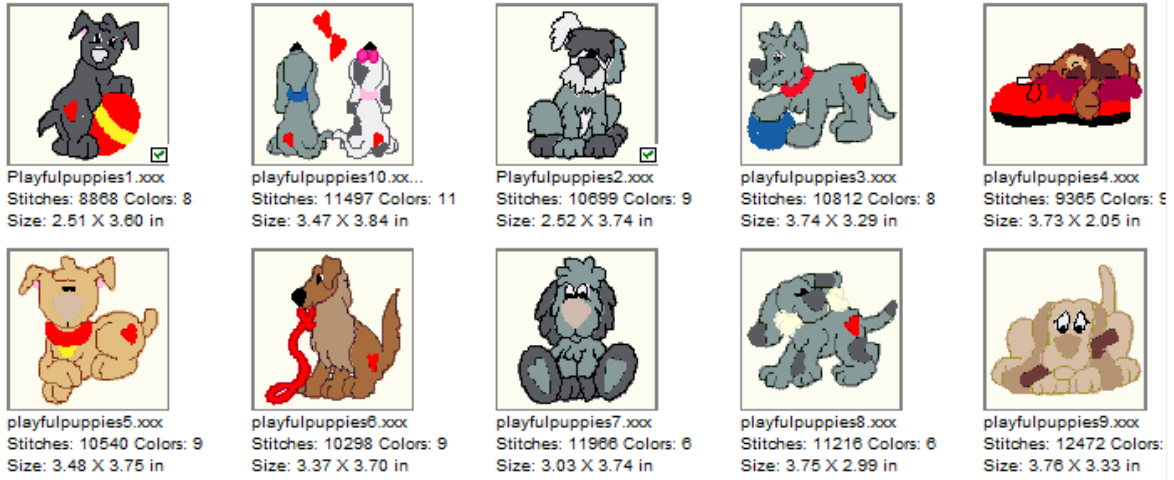 Playfulpuppies1.xxx
Stitches: 8868 Colors: 8
Size: 2.51 X 3.60 in
playfulpuppies10.xx...
Stitches: 11497 Colors: 11
Size: 3.47 X 3.84 in
Playfulpuppies2.xxx
Stitches: 10699 Colors: 9
Size: 2.52 X 3.74 in
playfulpuppies3.xxx
Stitches: 10812 Colors: 8
Size: 3.74 X 3.29 in
playfulpuppies4.xxx
Stitches: 9365 Colors: 9
Size: 3.73 X 2.05 in
playfulpuppies5.xxx
Stitches: 10540 Colors: 9
Size: 3.48 X 3.75 in
playfulpuppies6.xxx
Stitches: 10298 Colors: 9
Size: 3.37 X 3.70 in
playfulpuppies7.xxx
Stitches: 11966 Colors: 6
Size: 3.03 X 3.74 in
playfulpuppies8.xxx
Stitches: 11216 Colors: 6
Size: 3.75 X 2.99 in
playfulpuppies9.xxx
Stitches: 12472 Colors:
Size: 3.76 X 3.33 in